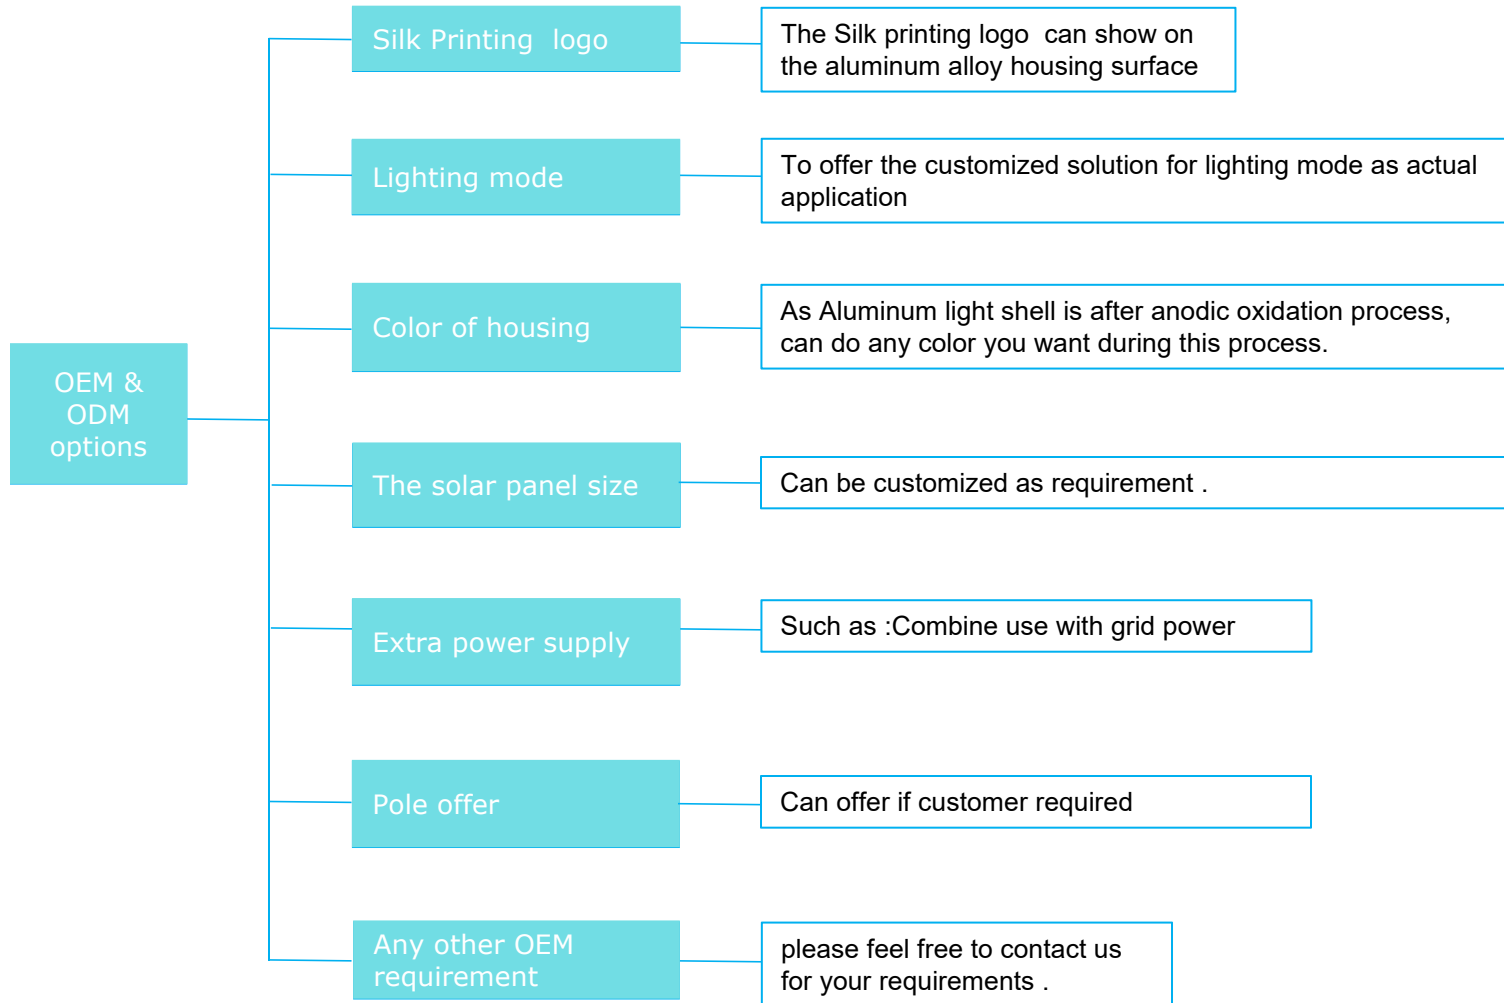 OEM &
ODM
options
Silk Printing  logo
The Silk printing logo  can show on
the aluminum alloy housing surface
Lighting mode
To offer the customized solution for lighting mode as actual
application
Color of housing
As Aluminum light shell is after anodic oxidation process,
can do any color you want during this process.
The solar panel size
Can be customized as requirement .
Extra power supply
Such as :Combine use with grid power
Pole offer
Can offer if customer required
Any other OEM
requirement
please feel free to contact us
for your requirements .